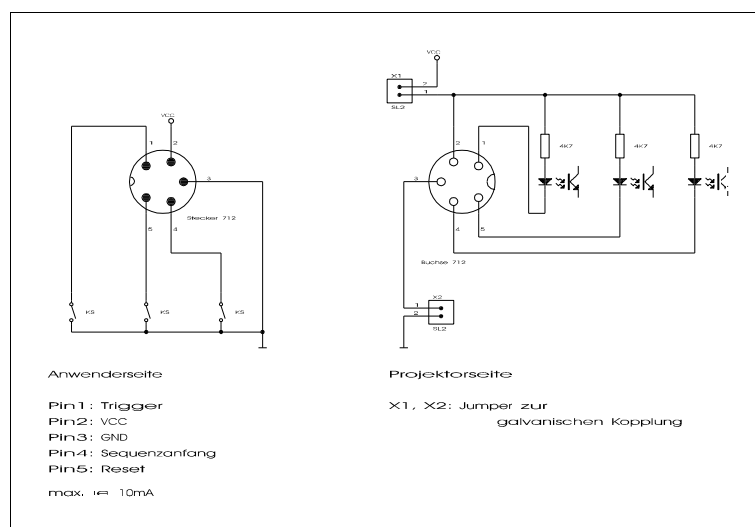 VCC
1
2
3
Stecker 712
5
4
KS
KS
KS
Anwenderseite
Pin1: Trigger
Pin2: VCC
Pin3: GND
Pin4: Sequenzanfang
Pin5: Reset
max. 10mA
VCC
X1
2
1
2
1
4K7
4K7
4K7
3
4
5
Buchse 712
X2
1
2
SL2
Projektorseite
X1, X2: Jumper zur
galvanischen Kopplung